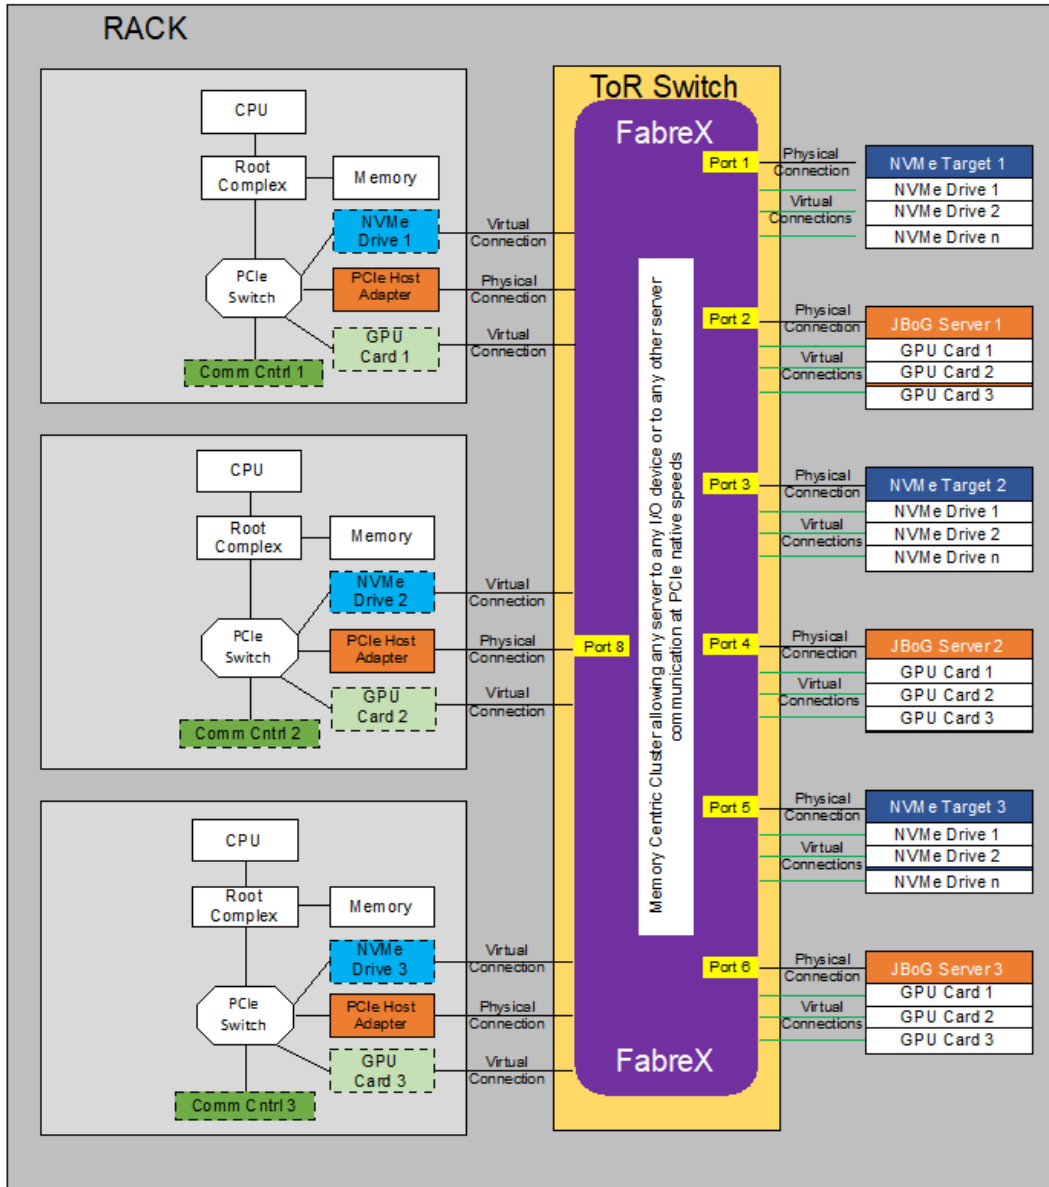 RACK
CPU
Root
Complex
Memory
NVMe
Drive 1
PCIe
Switch
PCIe Host
Adapter
GPU
Card 1
Comm Cntrl 1
Virtual
Connection
Physical
Connection
Virtual
Connection
CPU
Root
Complex
Memory
NVMe
Drive 2
PCIe
Switch
PCIe Host
Adapter
GPU
Card 2
Comm Cntrl 2
Virtual
Connection
Physical
Connection
Virtual
Connection
CPU
Root
Complex
Memory
NVMe
Drive 3
PCIe
Switch
PCIe Host
Adapter
GPU
Card 3
Comm Cntrl 3
Virtual
Connection
Physical
Connection
Virtual
Connection
ToR Switch
FabreX
Memory Centric Cluster allowing any server to any I/O device or to any other server
communication at PCIe native speeds
Port 8
FabreX
Port 1
Physical
Connection
Virtual
Connections
NVMe Target 1
NVMe Drive 1
NVMe Drive 2
NVMe Drive n
Port 2
Physical
Connection
Virtual
Connections
JBoG Server 1
GPU Card 1
GPU Card 2
GPU Card 3
Port 3
Physical
Connection
Virtual
Connections
NVMe Target 2
NVMe Drive 1
NVMe Drive 2
NVMe Drive n
Port 4
Physical
Connection
Virtual
Connections
JBoG Server 2
GPU Card 1
GPU Card 2
GPU Card 3
Port 5
Physical
Connection
Virtual
Connections
NVMe Target 3
NVMe Drive 1
NVMe Drive 2
NVMe Drive n
Port 6
Physical
Connection
Virtual
Connections
JBoG Server 3
GPU Card 1
GPU Card 2
GPU Card 3